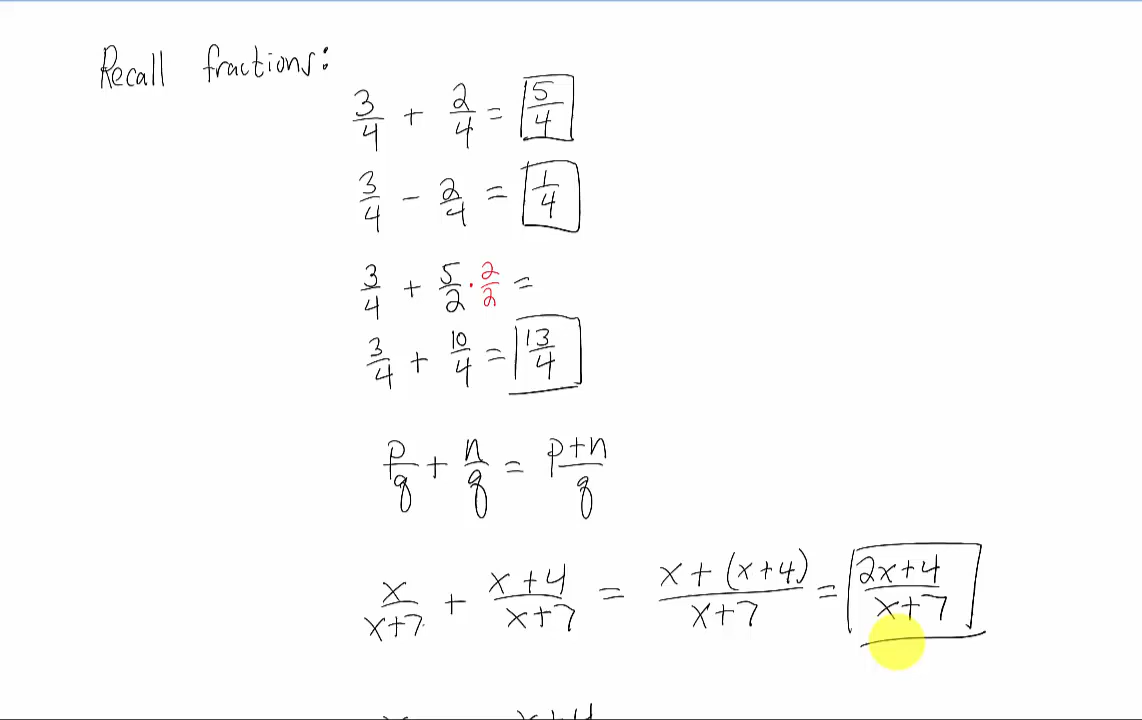 Recall fractions:
3/4 + 2/4 = 5/4
3/4 - 2/4 = 1/4
3/4 + 5/2 · 2/2 =
3/4 + 10/4 = 13/4
p/q + n/q = p+n/q
x/x+7 + x+4/x+7 = x+(x+4)/x+7 = 2x+4/x+7